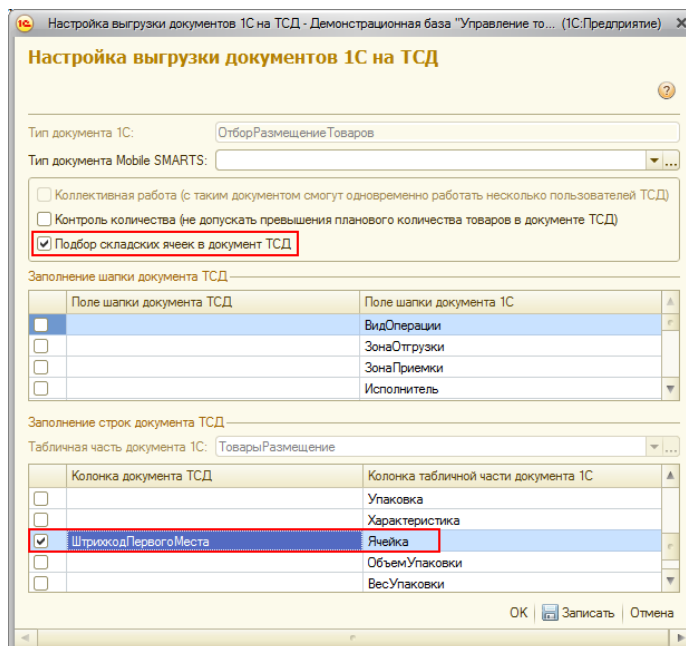 Настройка выгрузки документов 1С на ТСД - Демонстрационная база "Управление то... (1С:Предприятие)
Настройка выгрузки документов 1С на ТСД
Тип документа 1С: ОтборРазмещениеТоваров
Тип документа Mobile SMARTS:
Коллективная работа (с таким документом смогут одновременно работать несколько пользователей ТСД)
Контроль количества (не допускать превышения планового количества товаров в документе ТСД)
Подбор складских ячеек в документ ТСД
Заполнение шапки документа ТСД
Поле шапки документа ТСД Поле шапки документа 1С
ВидОперации
ЗонаОтгрузки
ЗонаПриемки
Исполнитель
Заполнение строк документа ТСД
Табличная часть документа 1С: ТоварыРазмещение
Колонка документа ТСД Колонка табличной части документа 1С
Упаковка
Характеристика
ШтрихкодПервогоМеста Ячейка
ОбъемУпаковки
ВесУпаковки
OK Записать Отмена